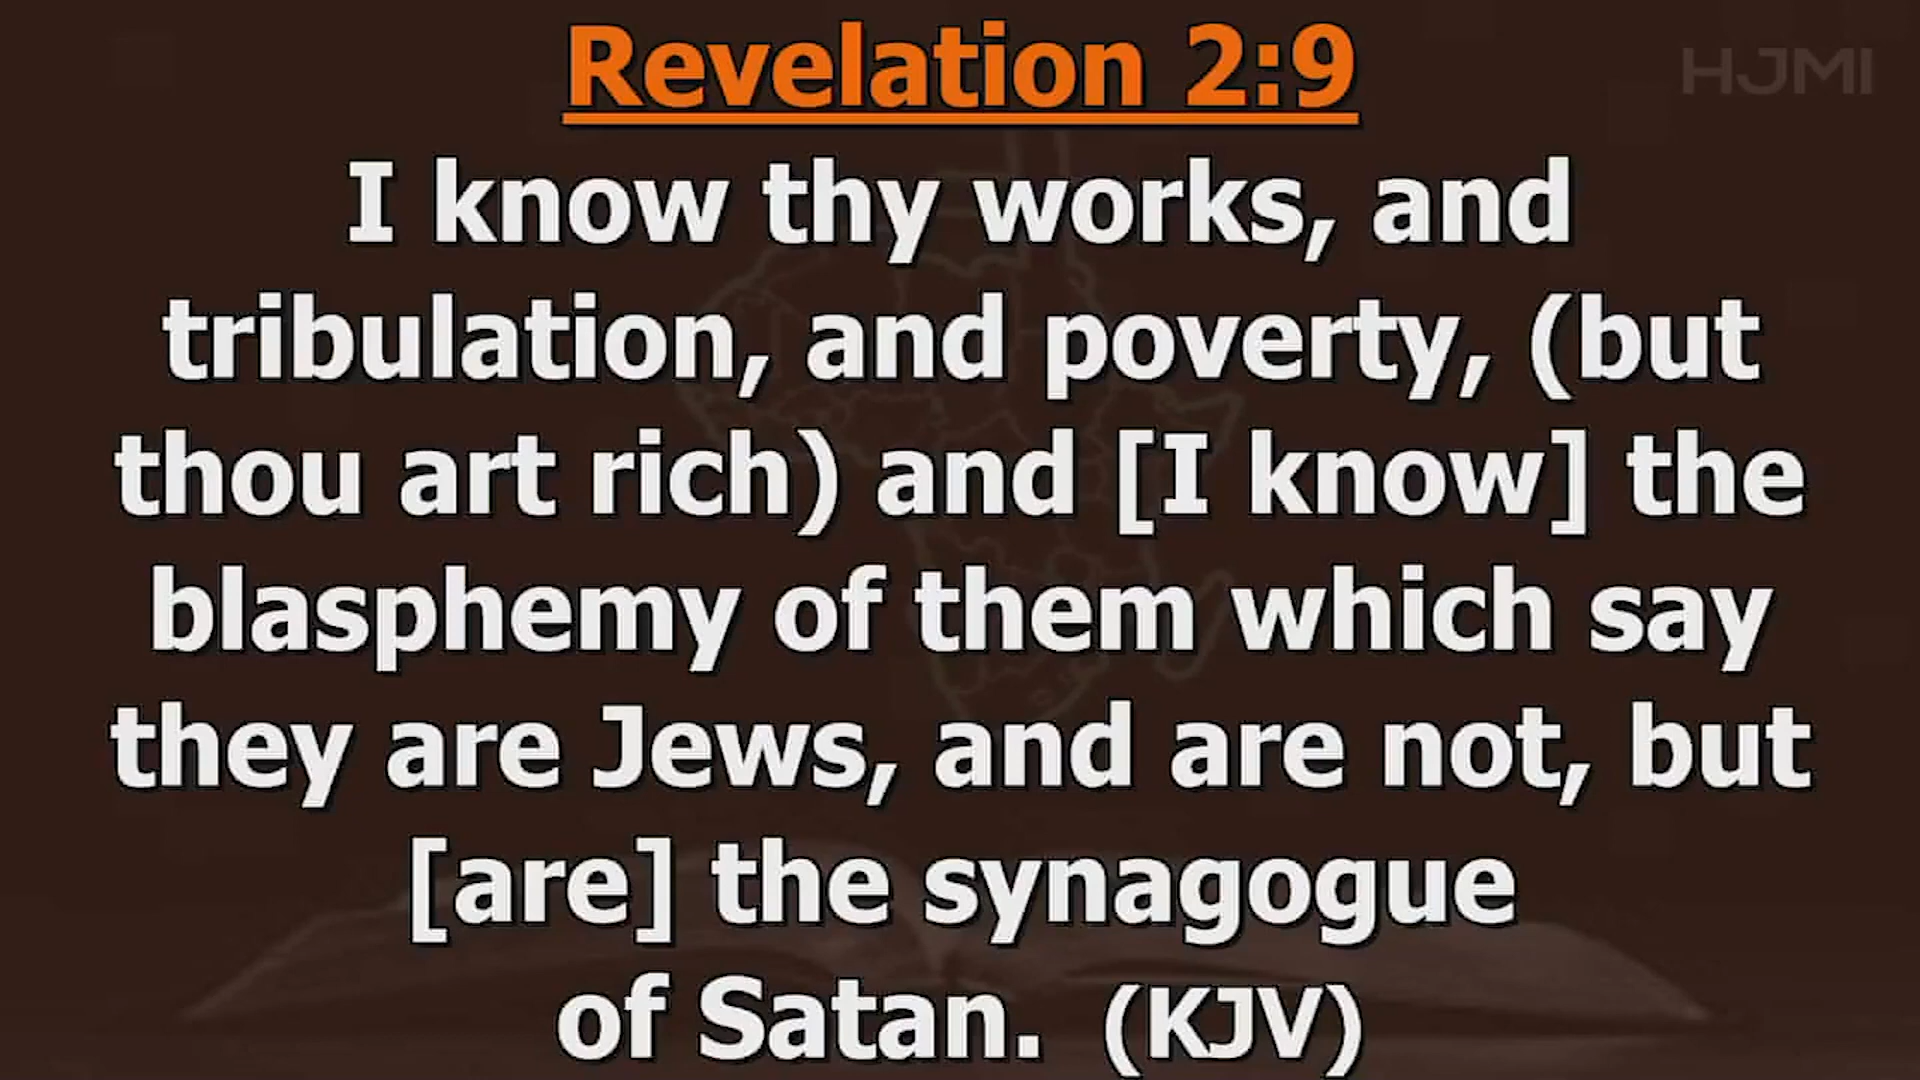 Revelation 2:9
HJMI
I know thy works, and
tribulation, and poverty, (but
thou art rich) and [I know] the
blasphemy of them which say
they are Jews, and are not, but
[are] the synagogue
of Satan. (KJV)